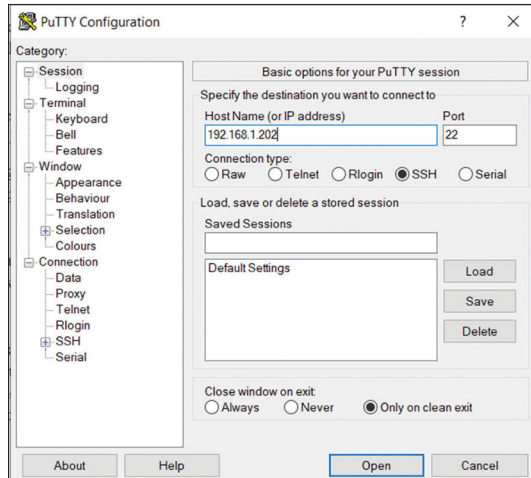 PuTTY Configuration
?
Category:
Session
Logging
Terminal
Keyboard
Bell
Features
Window
Appearance
Behaviour
Translation
Selection
Colours
Connection
Data
Proxy
Telnet
Rlogin
SSH
Serial
Basic options for your PuTTY session
Specify the destination you want to connect to
Host Name (or IP address) Port
192.168.1.202 22
Connection type:
Raw Telnet Rlogin SSH Serial
Load, save or delete a stored session
Saved Sessions
Default Settings
Load
Save
Delete
Close window on exit:
Always Never Only on clean exit
About Help Open Cancel